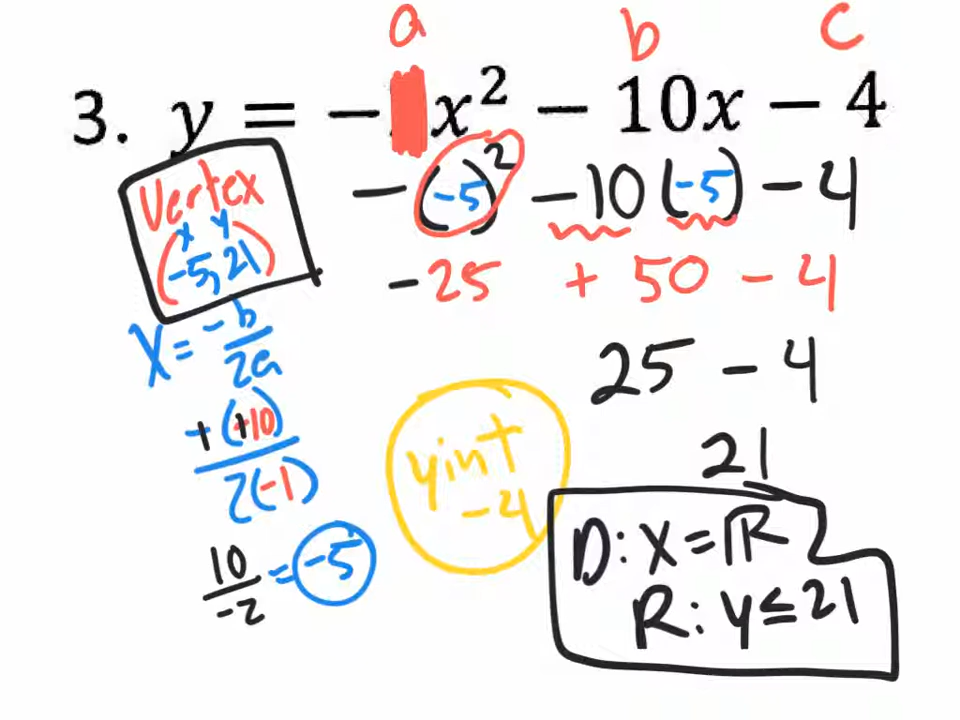 a b c
3. y = -1x² - 10x - 4
-(-5)² -10(-5) - 4
-25 + 50 - 4
25 - 4
21
Vertex
x y
(-5, 21)
X = -b/2a
+(+10)/2(-1)
10/-2 = -5
yint
-4
D: X = ℝ
R: y ≤ 21